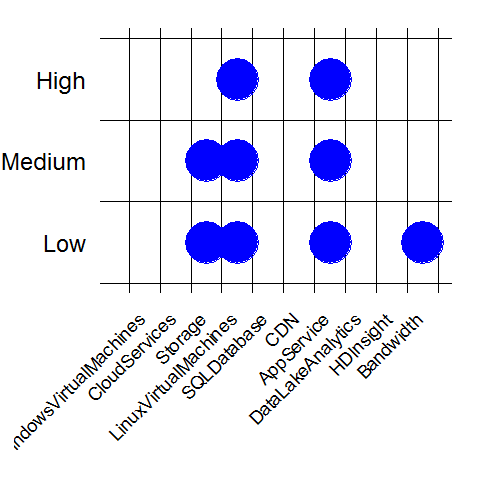 High
Medium
Low
ndowsVirtualMachines
CloudServices
Storage
LinuxVirtualMachines
SQLDatabase
CDN
AppService
DataLakeAnalytics
HDInsight
Bandwidth